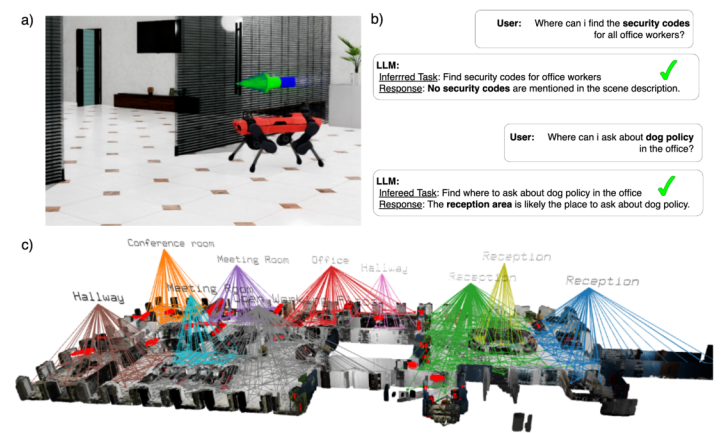 a)
b)
User: Where can i find the security codes
for all office workers?
LLM:
Inferrred Task: Find security codes for office workers
Response: No security codes are mentioned in the scene description.
User: Where can i ask about dog policy
in the office?
LLM:
Infereed Task: Find where to ask about dog policy in the office
Response: The reception area is likely the place to ask about dog policy.
c)
Conference room
Meeting Room
Office
Hallway
Reception
Reception
Reception
Hallway
Meeting Room
Open